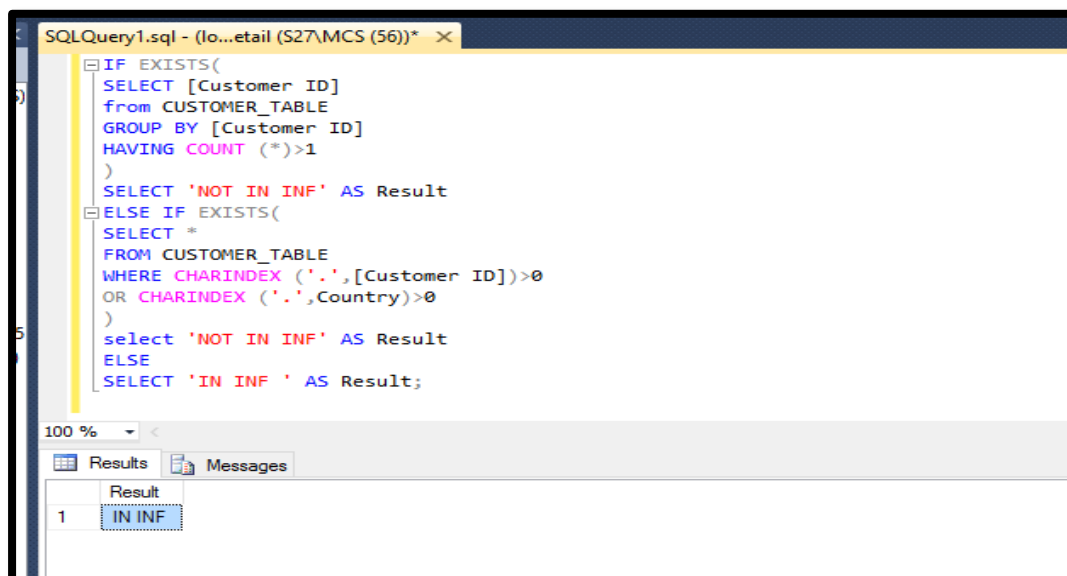 SQLQuery1.sql - (lo...etail (S27\MCS (56))* ×
IF EXISTS(
SELECT [Customer ID]
from CUSTOMER_TABLE
GROUP BY [Customer ID]
HAVING COUNT (*)>1
)
SELECT 'NOT IN INF' AS Result
ELSE IF EXISTS(
SELECT *
FROM CUSTOMER_TABLE
WHERE CHARINDEX ('.',[Customer ID])>0
OR CHARINDEX ('.',Country)>0
)
select 'NOT IN INF' AS Result
ELSE
SELECT 'IN INF ' AS Result;
100 %
Results Messages
Result
1 IN INF